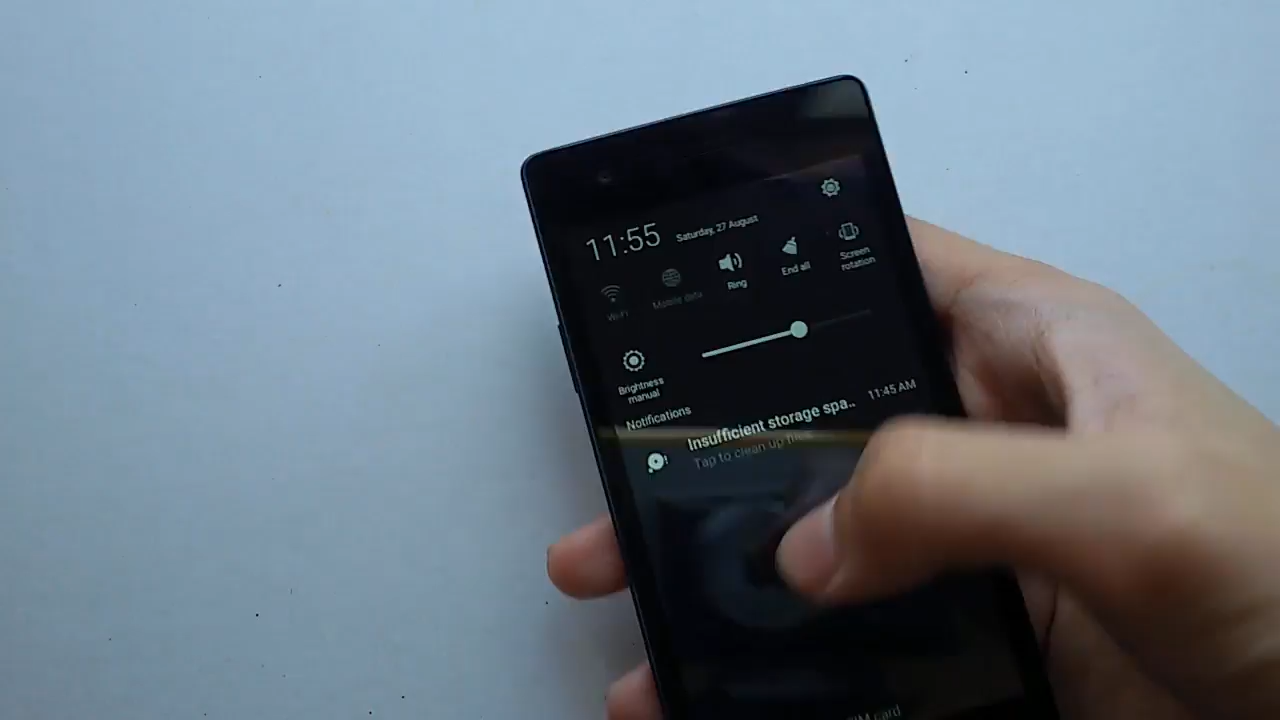 11:55 Saturday, 27 August
Wi-Fi Mobile data Ring End all Screen rotation
Brightness manual
Notifications
Insufficient storage spa.. 11:45 AM
Tap to clean up files
card